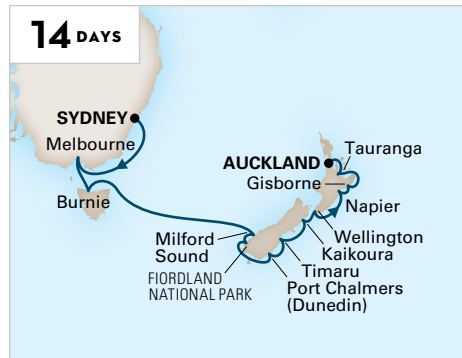 14 DAYS
SYDNEY
Melbourne
Burnie
AUCKLAND
Tauranga
Gisborne
Napier
Wellington
Kaikoura
Timaru
Port Chalmers
(Dunedin)
Milford
Sound
FIORDLAND
NATIONAL PARK